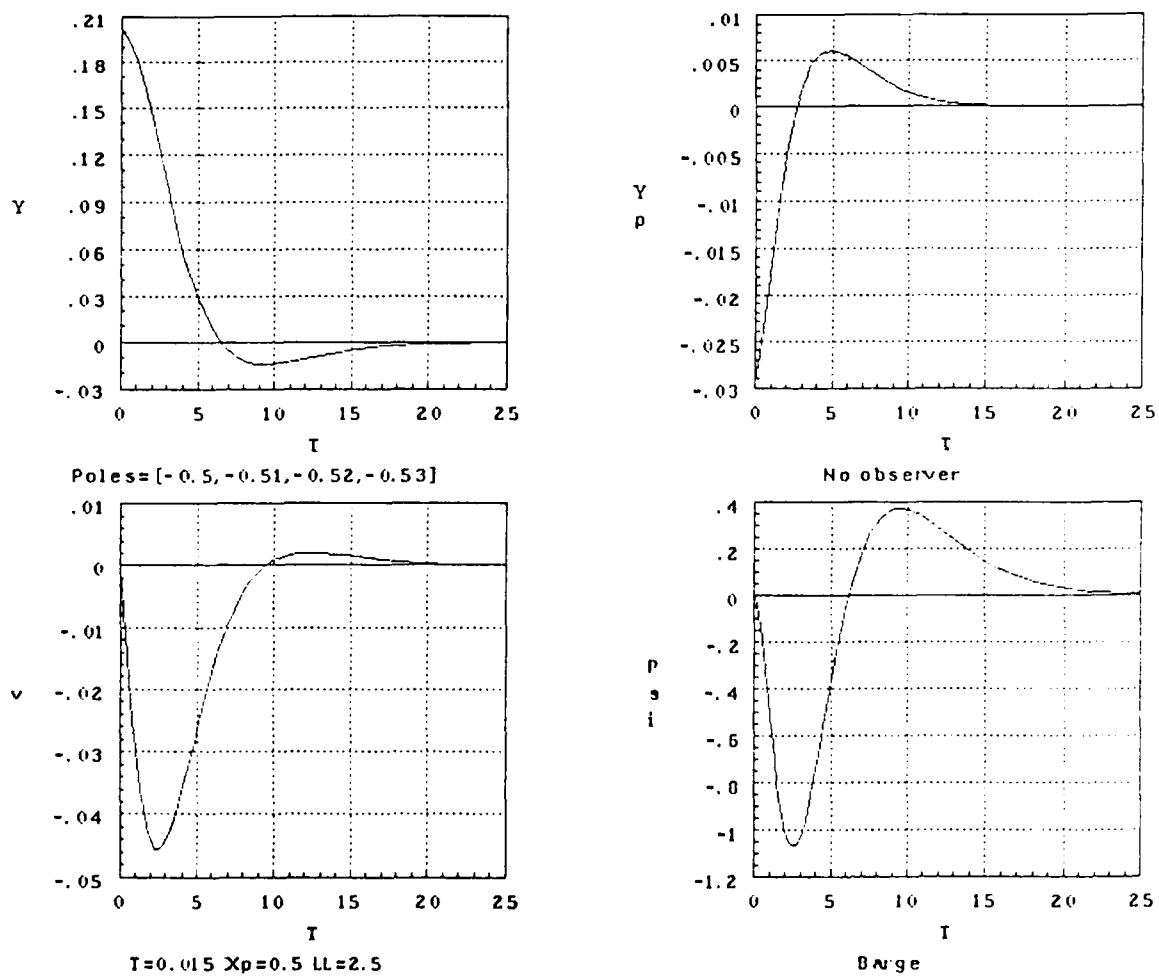 .21
.18
.15
.12
.09
.06
.03
0
-.03
Y
0 5 10 15 20 25
T
Poles=[-0.5,-0.51,-0.52,-0.53]
.01
.005
0
-.005
-.01
-.015
-.02
-.025
-.03
Y
p
0 5 10 15 20 25
T
No observer
.01
0
-.01
-.02
-.03
-.04
-.05
v
0 5 10 15 20 25
T
T=0.015 Xp=0.5 LL=2.5
.4
.2
0
-.2
-.4
-.6
-.8
-1
-1.2
p
s
i
0 5 10 15 20 25
T
Barge